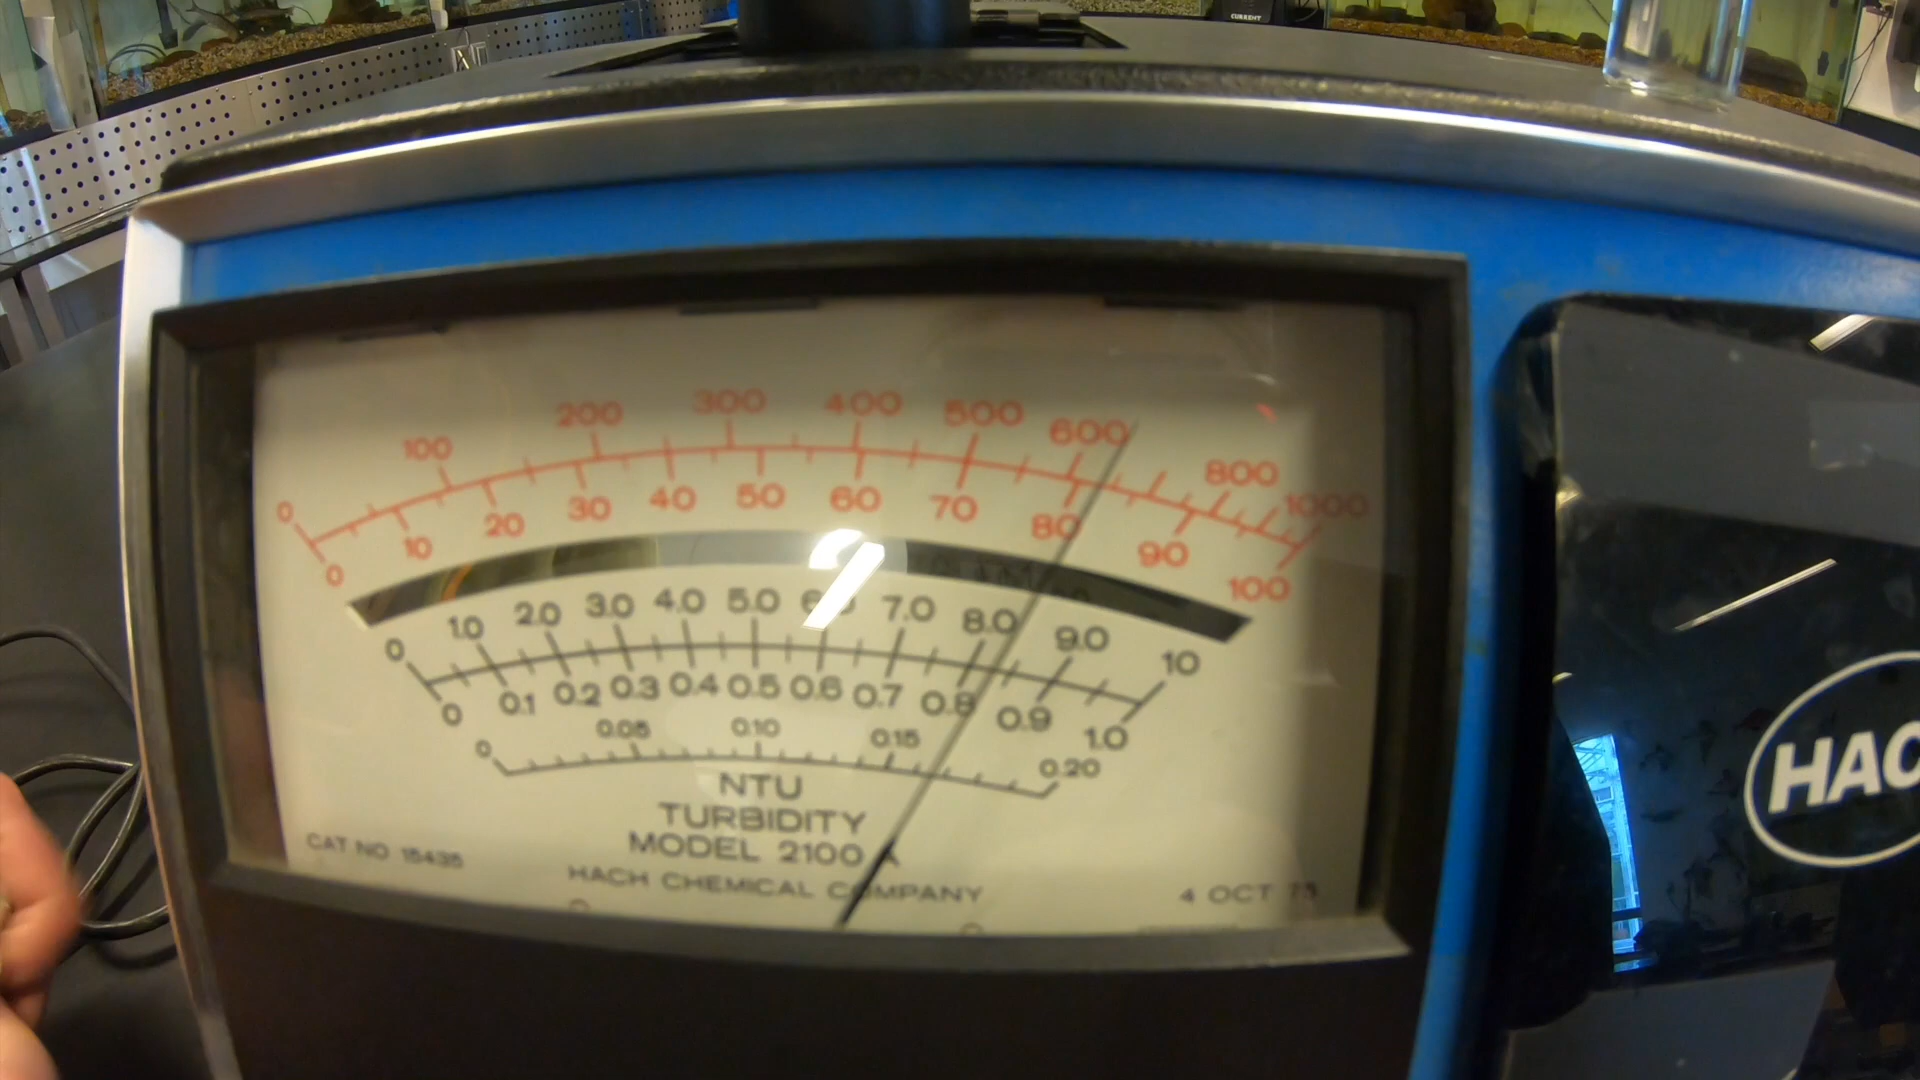 CURRENT
0 100 200 300 400 500 600 800 1000
0 10 20 30 40 50 60 70 80 90 100
0 1.0 2.0 3.0 4.0 5.0 7.0 8.0 9.0 10
0 0.1 0.2 0.3 0.4 0.5 0.6 0.7 0.8 0.9 1.0
0 0.05 0.10 0.15 0.20
NTU
TURBIDITY
MODEL 2100 A
CAT NO 15435
HACH CHEMICAL COMPANY
4 OCT
HAC